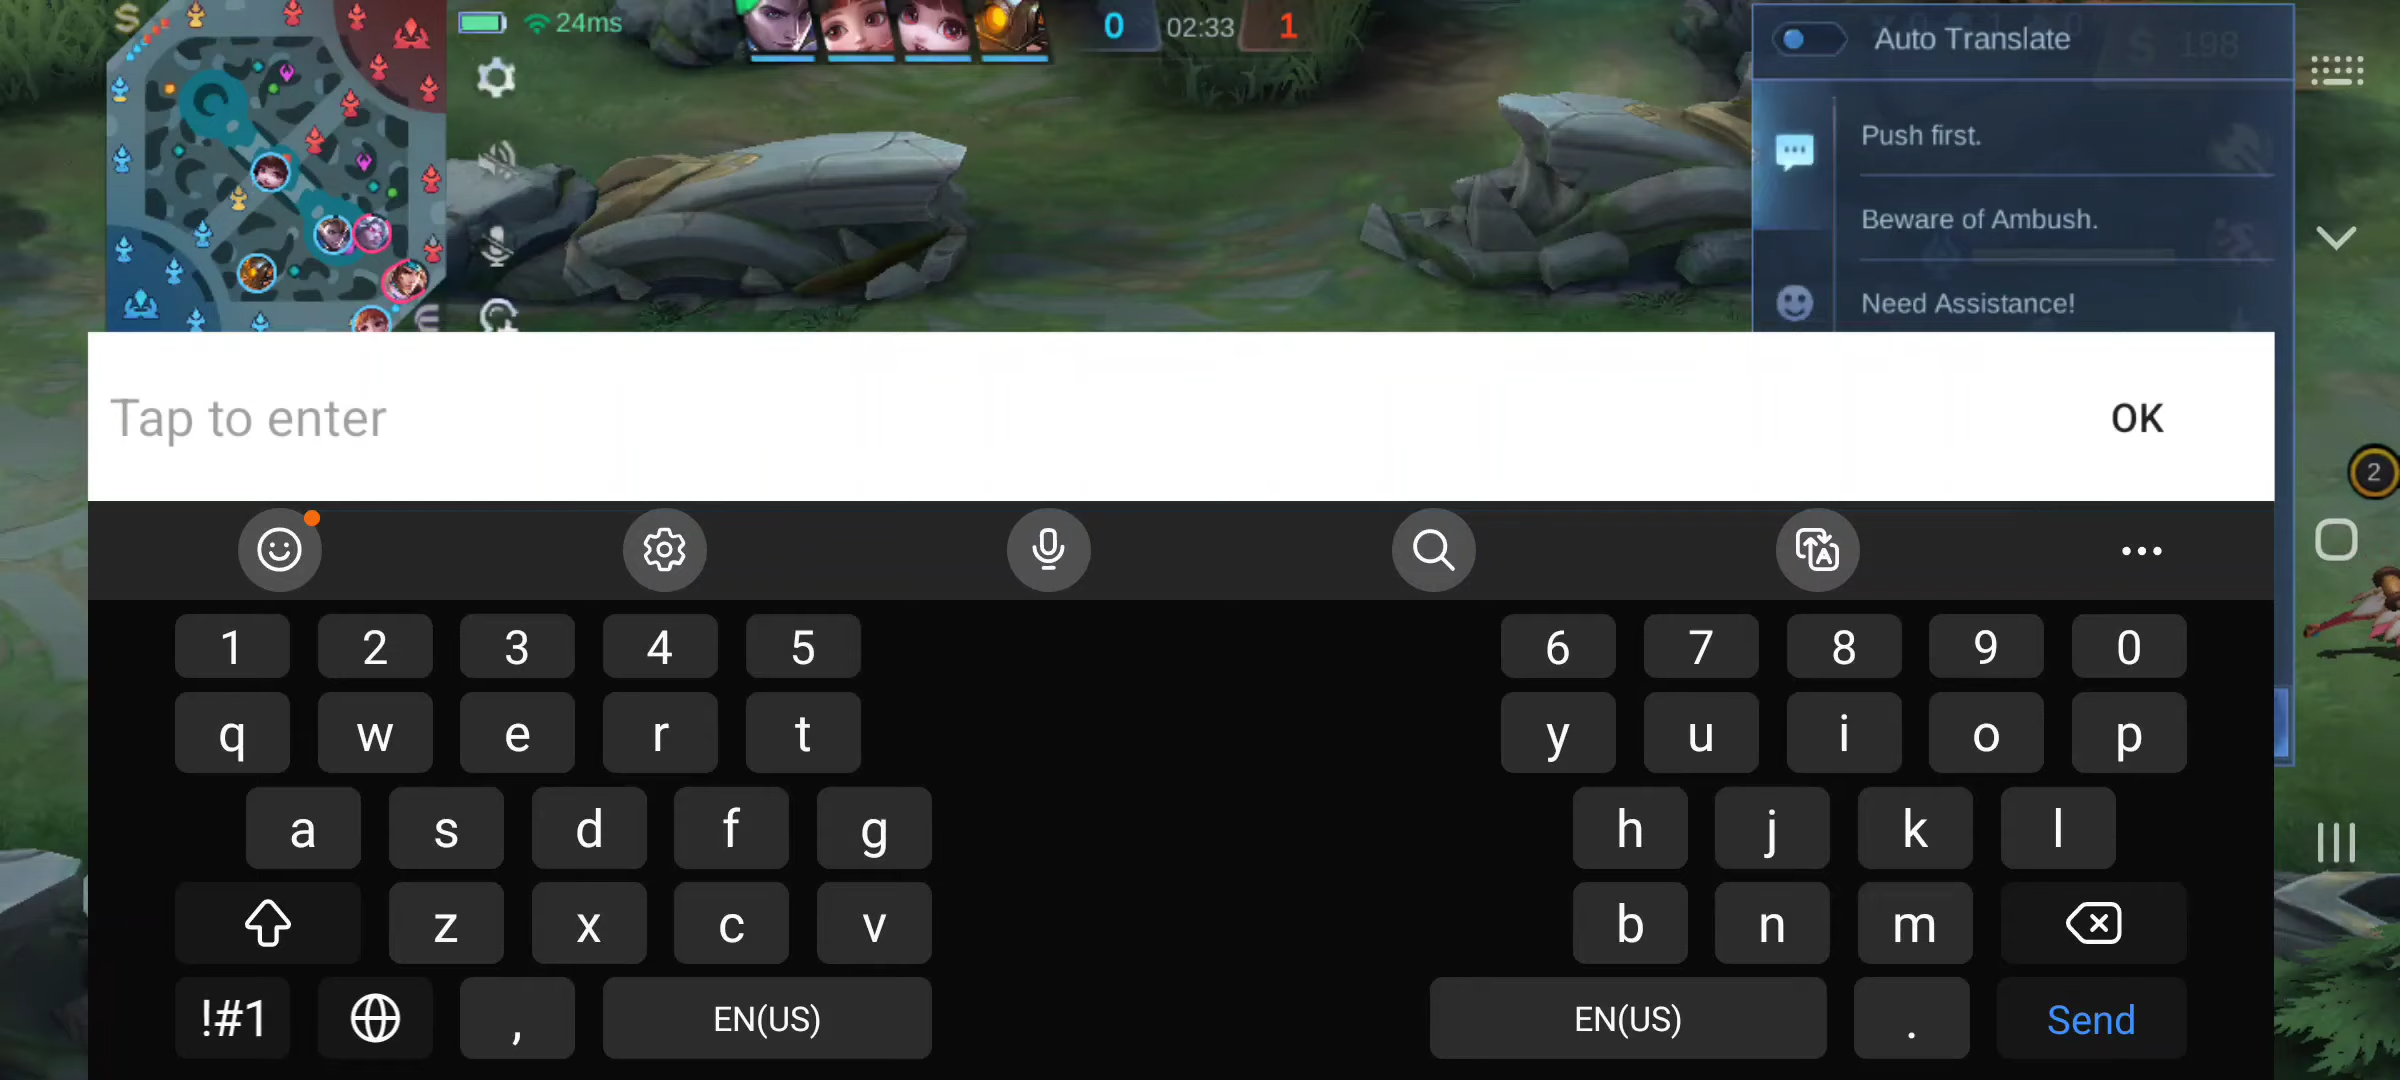 24ms
0 02:33 1
Auto Translate
198
Push first.
Beware of Ambush.
Need Assistance!
Tap to enter
OK
2
1 2 3 4 5 6 7 8 9 0
q w e r t y u i o p
a s d f g h j k l
z x c v b n m
!#1 , EN(US) EN(US) . Send